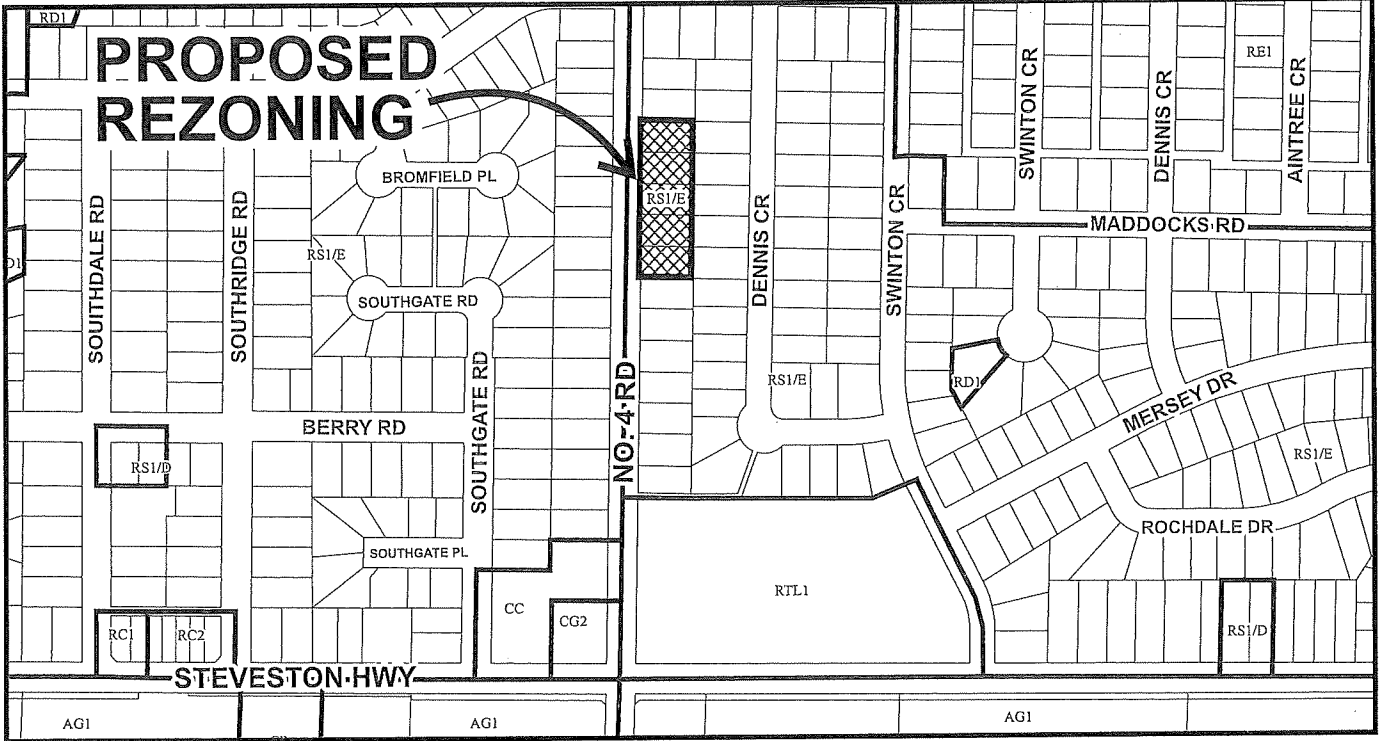 RD1
PROPOSED
REZONING
SWINTON CR
DENNIS CR
RE1
AINTREE CR
BROMFIELD PL
RS1/E
MADDOCKS RD
SOUTHDALE RD
SOUTHRIDGE RD
RS1/E
DENNIS CR
SWINTON CR
SOUTHGATE RD
SOUTHGATE RD
RS1/E
RD1
NO. 4 RD
MERSEY DR
BERRY RD
RS1/D
RS1/E
SOUTHGATE PL
ROCHDALE DR
RTL1
CC
CG2
RC1
RC2
RS1/D
STEVESTON HWY
AG1
AG1
AG1